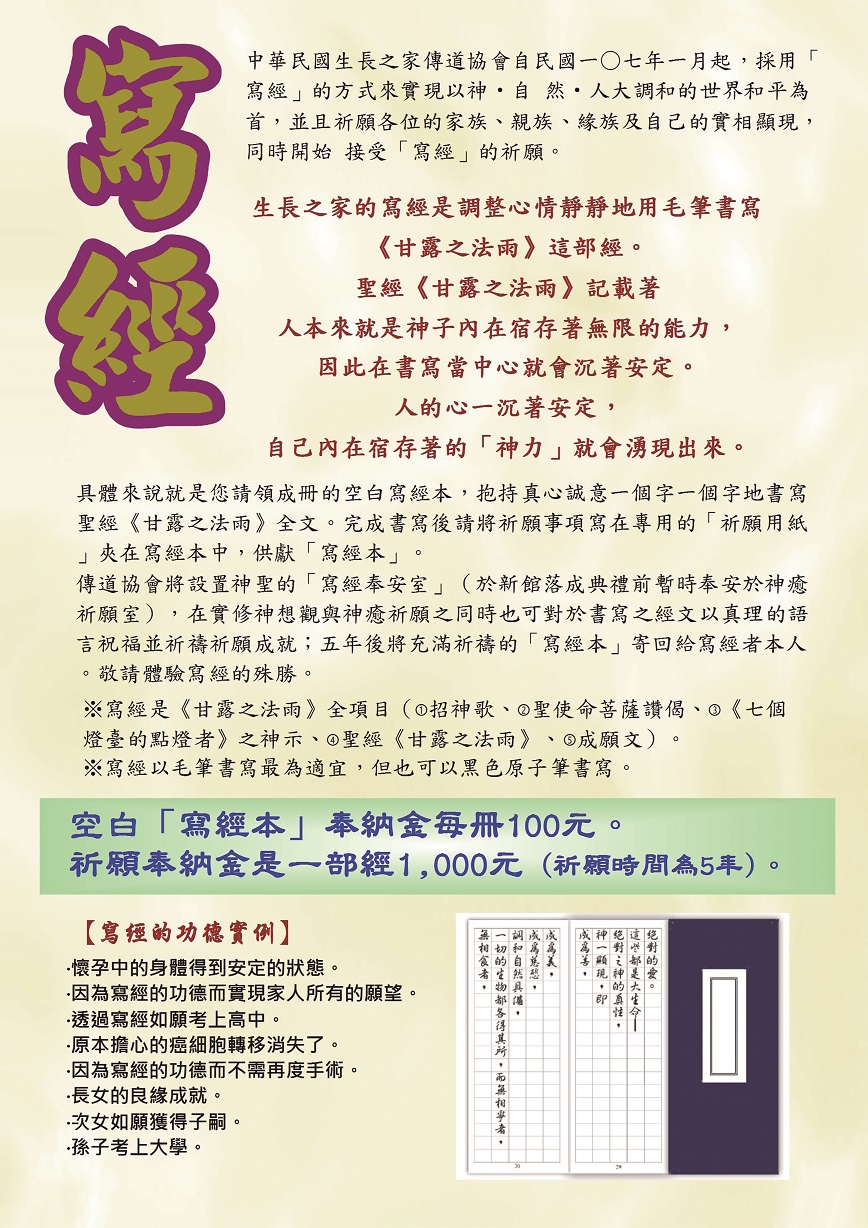 寫經
中華民國生長之家傳道協會自民國一〇七年一月起，採用「
寫經」的方式來實現以神・自 然・人大調和的世界和平為
首，並且祈願各位的家族、親族、緣族及自己的實相顯現，
同時開始 接受「寫經」的祈願。
生長之家的寫經是調整心情靜靜地用毛筆書寫
《甘露之法雨》這部經。
聖經《甘露之法雨》記載著
人本來就是神子內在宿存著無限的能力，
因此在書寫當中心就會沉著安定。
人的心一沉著安定，
自己內在宿存著的「神力」就會湧現出來。
具體來說就是您請領成冊的空白寫經本，抱持真心誠意一個字一個字地書寫
聖經《甘露之法雨》全文。完成書寫後請將祈願事項寫在專用的「祈願用紙
」夾在寫經本中，供獻「寫經本」。
傳道協會將設置神聖的「寫經奉安室」（於新館落成典禮前暫時奉安於神癒
祈願室），在實修神想觀與神癒祈願之同時也可對於書寫之經文以真理的語
言祝福並祈禱祈願成就；五年後將充滿祈禱的「寫經本」寄回給寫經者本人
。敬請體驗寫經的殊勝。
※寫經是《甘露之法雨》全項目（①招神歌、②聖使命菩薩讚偈、③《七個
燈臺的點燈者》之神示、④聖經《甘露之法雨》、⑤成願文）。
※寫經以毛筆書寫最為適宜，但也可以黑色原子筆書寫。
空白「寫經本」奉納金每冊100元。
祈願奉納金是一部經1,000元（祈願時間為5年）。
【寫經的功德實例】
·懷孕中的身體得到安定的狀態。
·因為寫經的功德而實現家人所有的願望。
·透過寫經如願考上高中。
·原本擔心的癌細胞轉移消失了。
·因為寫經的功德而不需再度手術。
·長女的良緣成就。
·次女如願獲得子嗣。
·孫子考上大學。
絕對的愛。
這些都是大生命—
絕對之神的真性，
神一顯現，即
成為善，
成為義，
成為慈悲，
調和自然具備，
一切的生物都各得其所，而無相爭者，
無相食者，
30
29